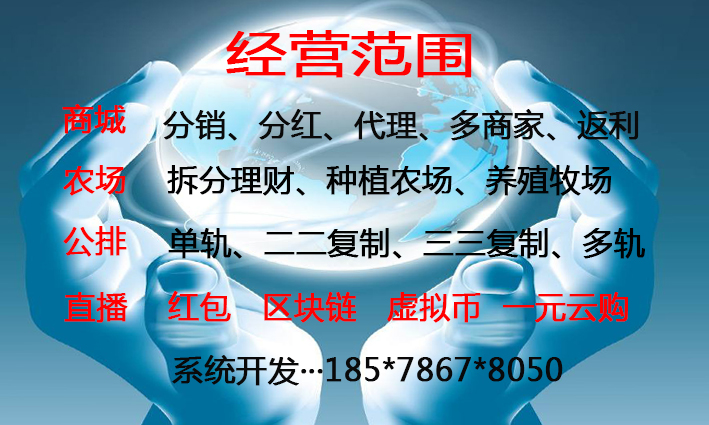 经营范围
商城 分销、分红、代理、多商家、返利
农场 拆分理财、种植农场、养殖牧场
公排 单轨、二二复制、三三复制、多轨
直播 红包 区块链 虚拟币 一元云购
系统开发···185*7867*8050